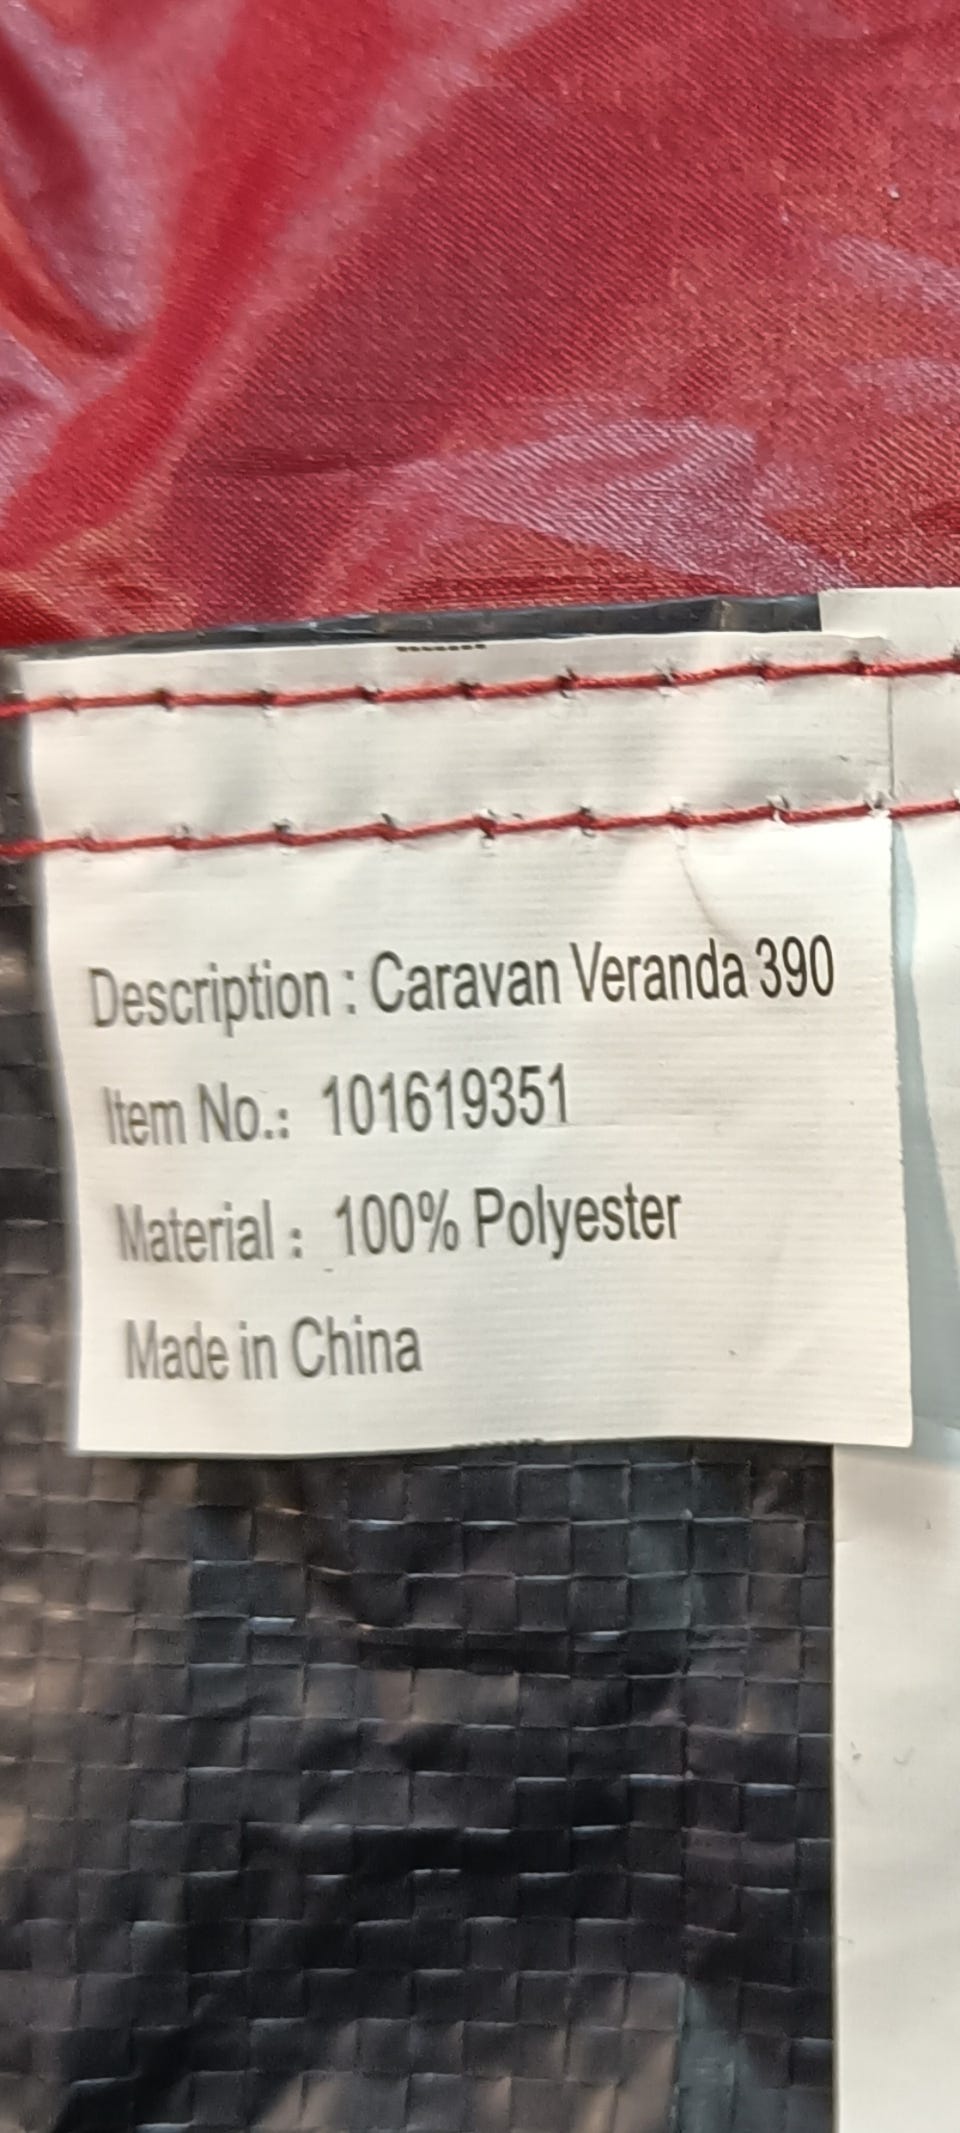 Description : Caravan Veranda 390
Item No.: 101619351
Material : 100% Polyester
Made in China